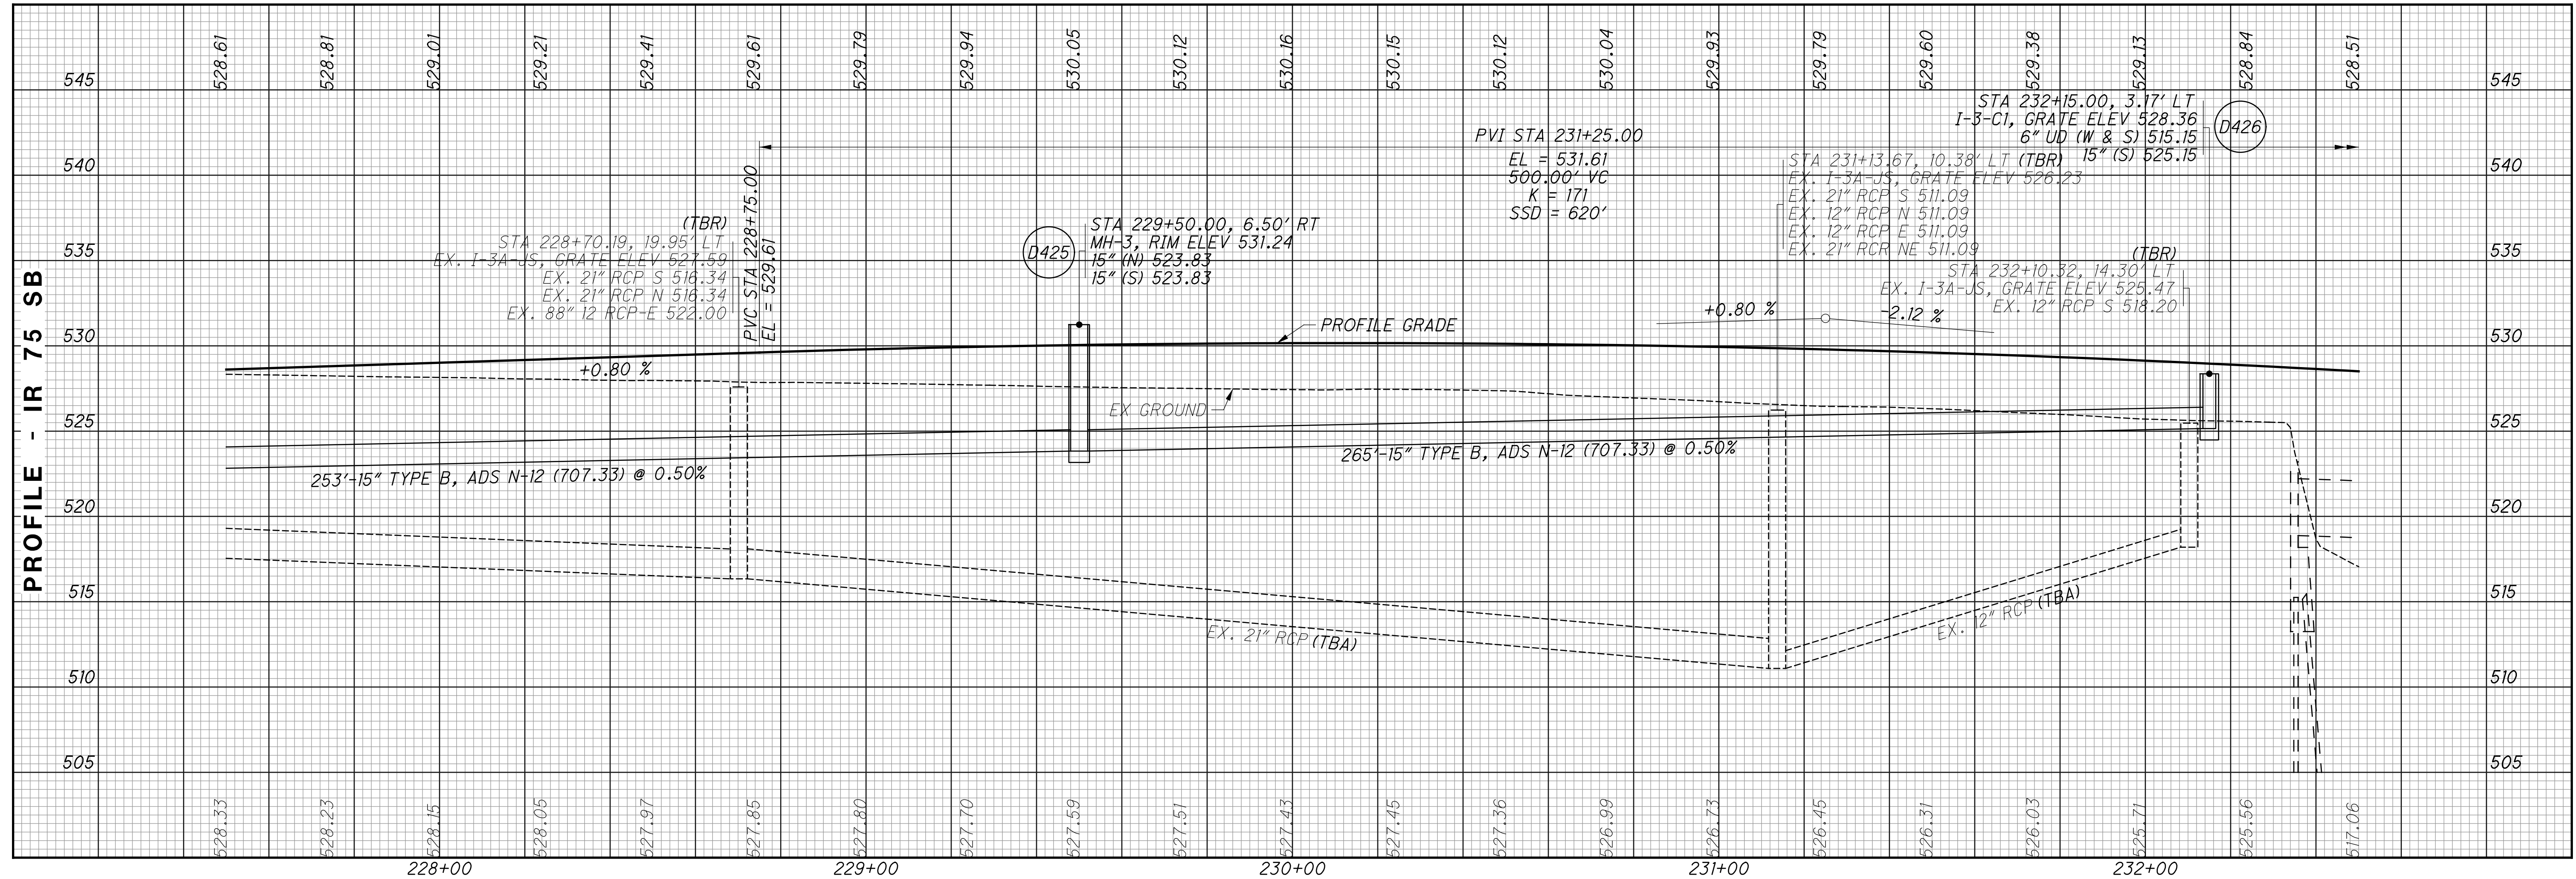 PROFILE - IR 75 SB
528.61 528.81 529.01 529.21 529.41 529.61 529.79 529.94 530.05 530.12 530.16 530.15 530.12 530.04 529.93 529.79 529.60 529.38 529.13 528.84 528.51
545 545
540 540
535 535
530 530
525 525
520 520
515 515
510 510
505 505
(TBR)
STA 228+70.19, 19.95' LT
EX. I-3A-JS, GRATE ELEV 527.59
EX. 21" RCP S 516.34
EX. 21" RCP N 516.34
EX. 88" 12 RCP-E 522.00
PVC STA 228+75.00
EL = 529.61
D425
STA 229+50.00, 6.50' RT
MH-3, RIM ELEV 531.24
15" (N) 523.83
15" (S) 523.83
PVI STA 231+25.00
EL = 531.61
500.00' VC
K = 171
SSD = 620'
STA 231+13.67, 10.38' LT (TBR)
EX. I-3A-JS, GRATE ELEV 526.23
EX. 21" RCP S 511.09
EX. 12" RCP N 511.09
EX. 12" RCP E 511.09
EX. 21" RCR NE 511.09
STA 232+15.00, 3.17' LT
I-3-C1, GRATE ELEV 528.36
6" UD (W & S) 515.15
15" (S) 525.15
D426
(TBR)
STA 232+10.32, 14.30' LT
EX. I-3A-JS, GRATE ELEV 525.47
EX. 12" RCP S 518.20
+0.80 %
-2.12 %
PROFILE GRADE
+0.80 %
EX GROUND
253'-15" TYPE B, ADS N-12 (707.33) @ 0.50%
265'-15" TYPE B, ADS N-12 (707.33) @ 0.50%
EX. 21" RCP (TBA)
EX. 12" RCP (TBA)
528.33 528.23 528.15 528.05 527.97 527.85 527.80 527.70 527.59 527.51 527.43 527.45 527.36 526.99 526.73 526.45 526.31 526.03 525.71 525.56 517.06
228+00 229+00 230+00 231+00 232+00